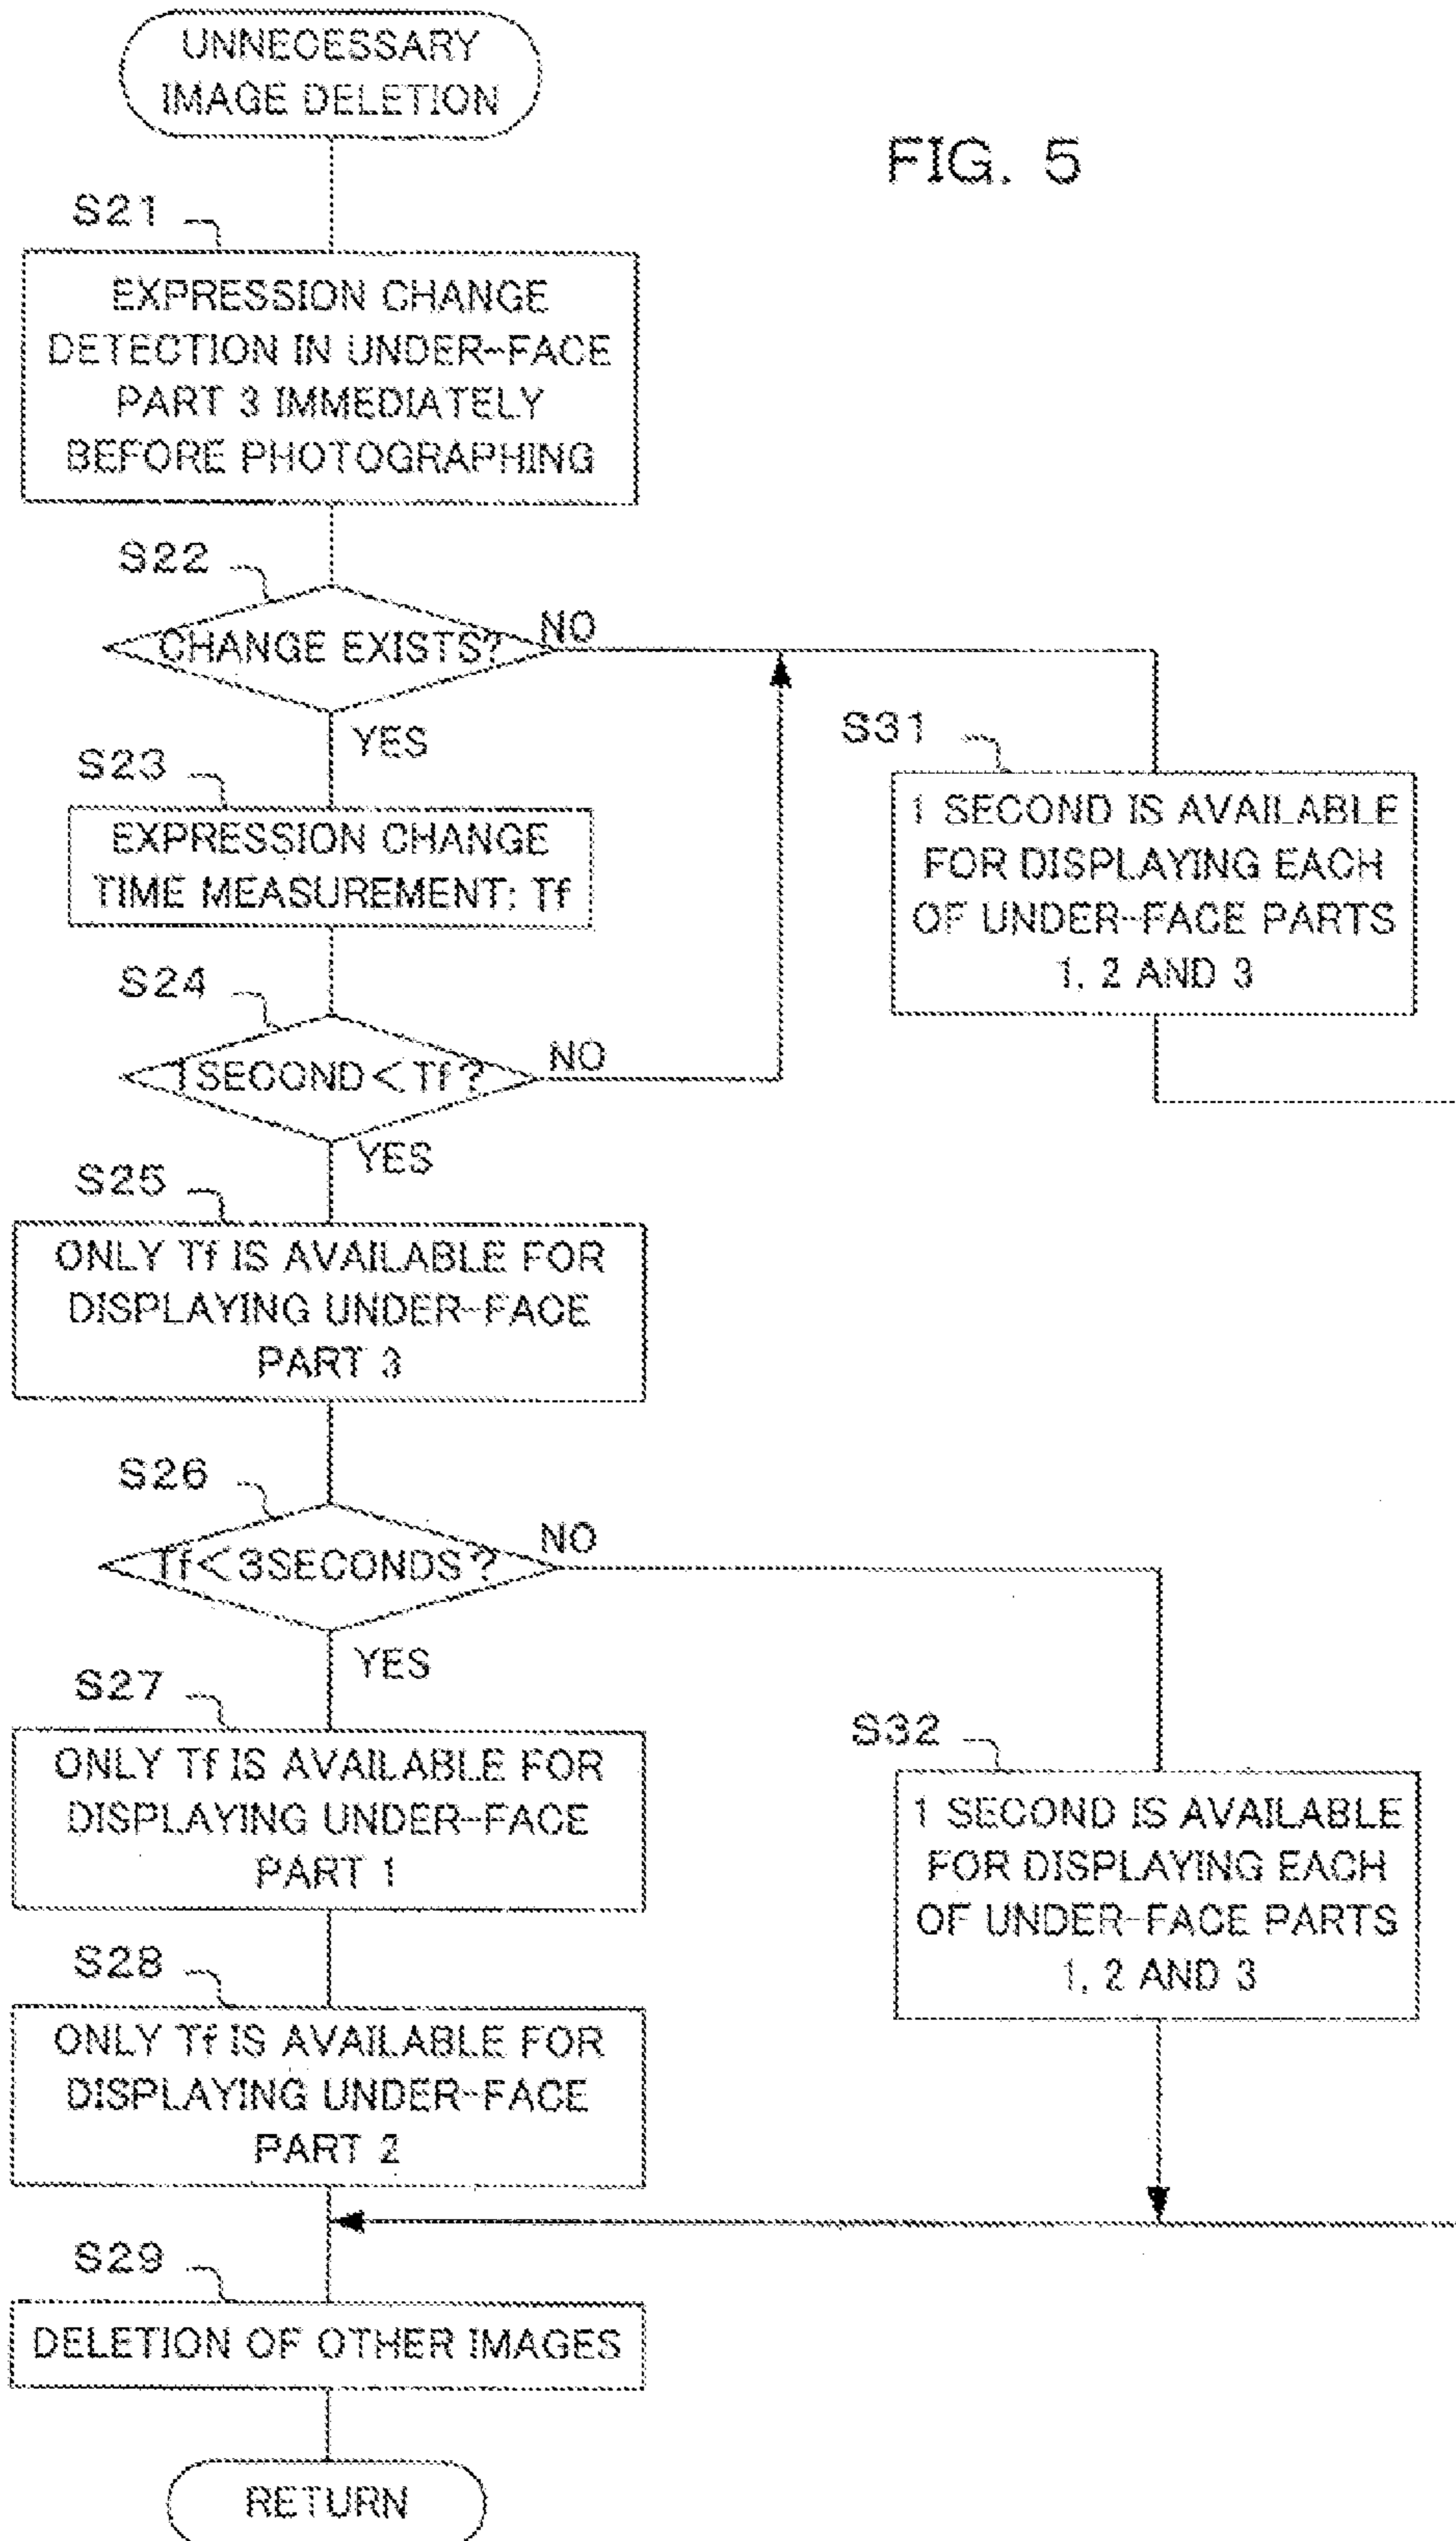 UNNECESSARY
IMAGE DELETION
FIG. 5
S21
EXPRESSION CHANGE
DETECTION IN UNDER-FACE
PART 3 IMMEDIATELY
BEFORE PHOTOGRAPHING
S22
CHANGE EXISTS?
NO
YES
S23
EXPRESSION CHANGE
TIME MEASUREMENT: Tf
S31
1 SECOND IS AVAILABLE
FOR DISPLAYING EACH
OF UNDER-FACE PARTS
1, 2 AND 3
S24
1SECOND<Tf?
NO
YES
S25
ONLY Tf IS AVAILABLE FOR
DISPLAYING UNDER-FACE
PART 3
S26
Tf<3SECONDS?
NO
YES
S27
ONLY Tf IS AVAILABLE FOR
DISPLAYING UNDER-FACE
PART 1
S32
1 SECOND IS AVAILABLE
FOR DISPLAYING EACH
OF UNDER-FACE PARTS
1, 2 AND 3
S28
ONLY Tf IS AVAILABLE FOR
DISPLAYING UNDER-FACE
PART 2
S29
DELETION OF OTHER IMAGES
RETURN